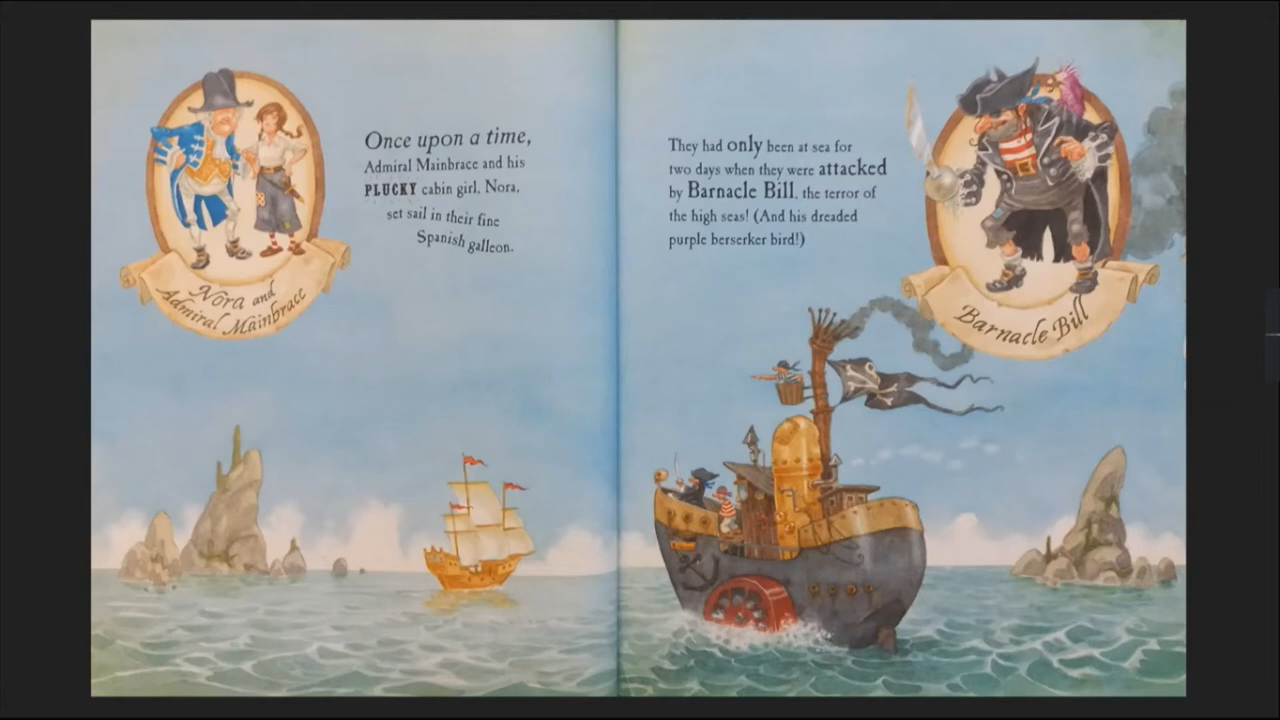 Once upon a time,
Admiral Mainbrace and his
PLUCKY cabin girl, Nora,
set sail in their fine
Spanish galleon.
Nora and
Admiral Mainbrace
They had only been at sea for
two days when they were attacked
by Barnacle Bill, the terror of
the high seas! (And his dreaded
purple berserker bird!)
Barnacle Bill